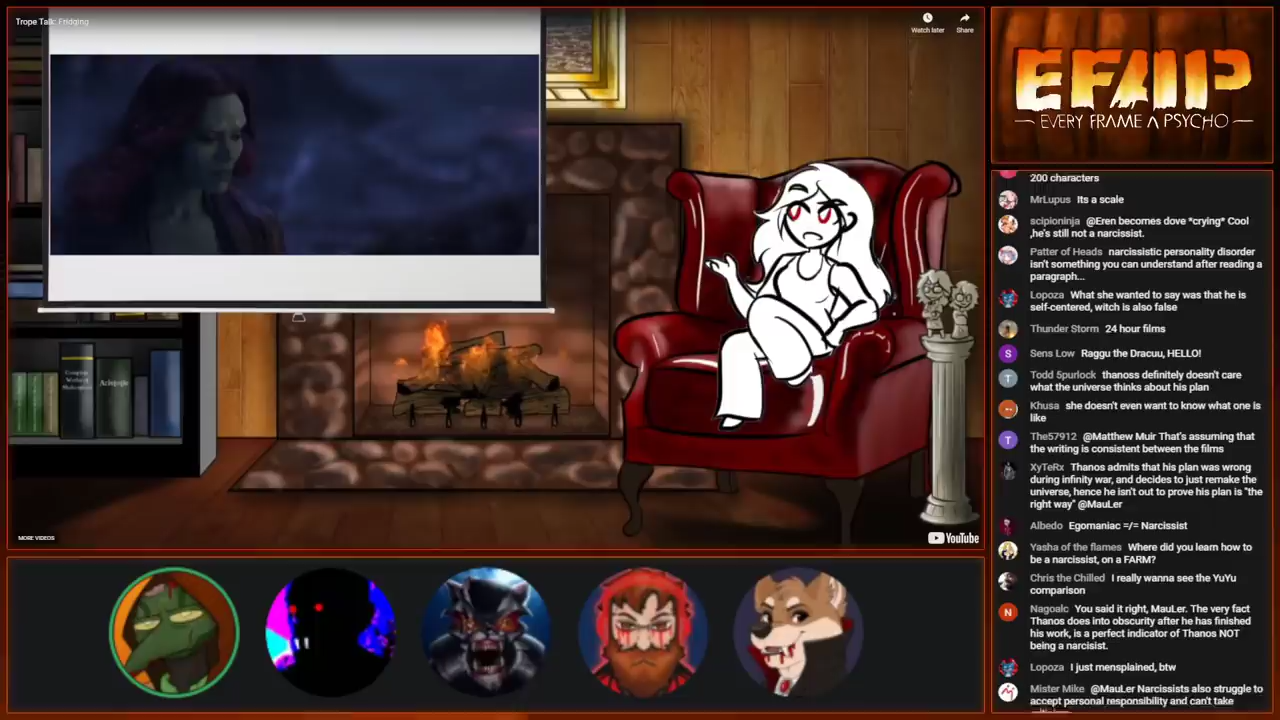 Trope Talk: Fridging
Watch later
Share
EFAP
EVERY FRAME A PSYCHO
200 characters
MrLupus Its a scale
scipioninja @Eren becomes dove *crying* Cool
,he's still not a narcissist.
Patter of Heads narcissistic personality disorder
isn't something you can understand after reading a
paragraph...
Lopoza What she wanted to say was that he is
self-centered, witch is also false
Thunder Storm 24 hour films
S
Sens Low Raggu the Dracuu, HELLO!
T
Todd 5purlock thanoss definitely doesn't care
what the universe thinks about his plan
Khusa she doesn't even want to know what one is
like
T
The57912 @Matthew Muir That's assuming that
the writing is consistent between the films
XyTeRx Thanos admits that his plan was wrong
during infinity war, and decides to just remake the
universe, hence he isn't out to prove his plan is "the
right way" @MauLer
Albedo Egomaniac =/= Narcissist
Yasha of the flames Where did you learn how to
be a narcissist, on a FARM?
Chris the Chilled I really wanna see the YuYu
comparison
N
Nagoalc You said it right, MauLer. The very fact
Thanos does into obscurity after he has finished
his work, is a perfect indicator of Thanos NOT
being a narcisist.
Lopoza I just mensplained, btw
Mister Mike @MauLer Narcissists also struggle to
accept personal responsibility and can't take
MORE VIDEOS
YouTube